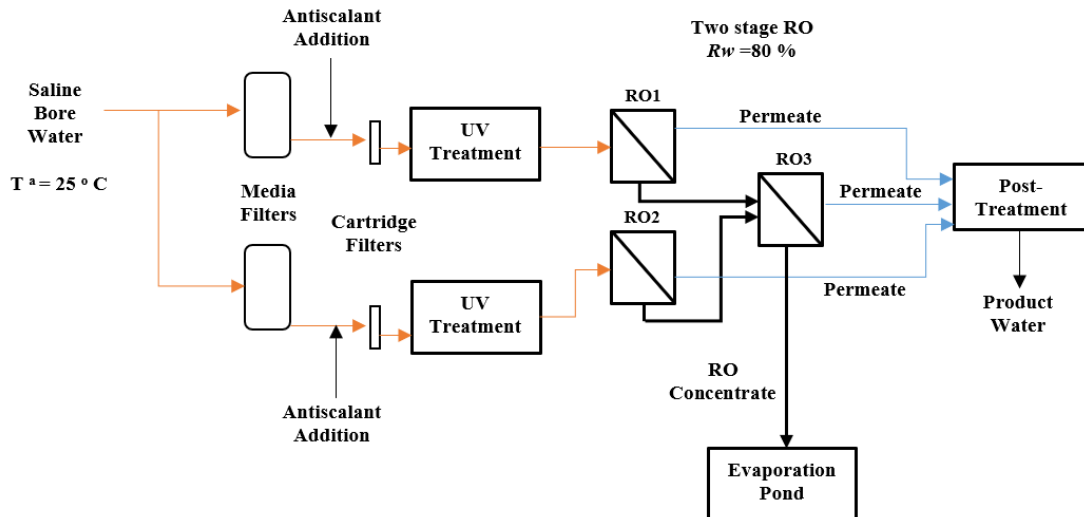 Antiscalant
Addition
Two stage RO
Rw =80 %
Saline
Bore
Water
T ª = 25 º C
Media
Filters
Cartridge
Filters
UV
Treatment
RO1
Permeate
RO3
Permeate
Post-
Treatment
RO2
UV
Treatment
Permeate
Product
Water
RO
Concentrate
Antiscalant
Addition
Evaporation
Pond